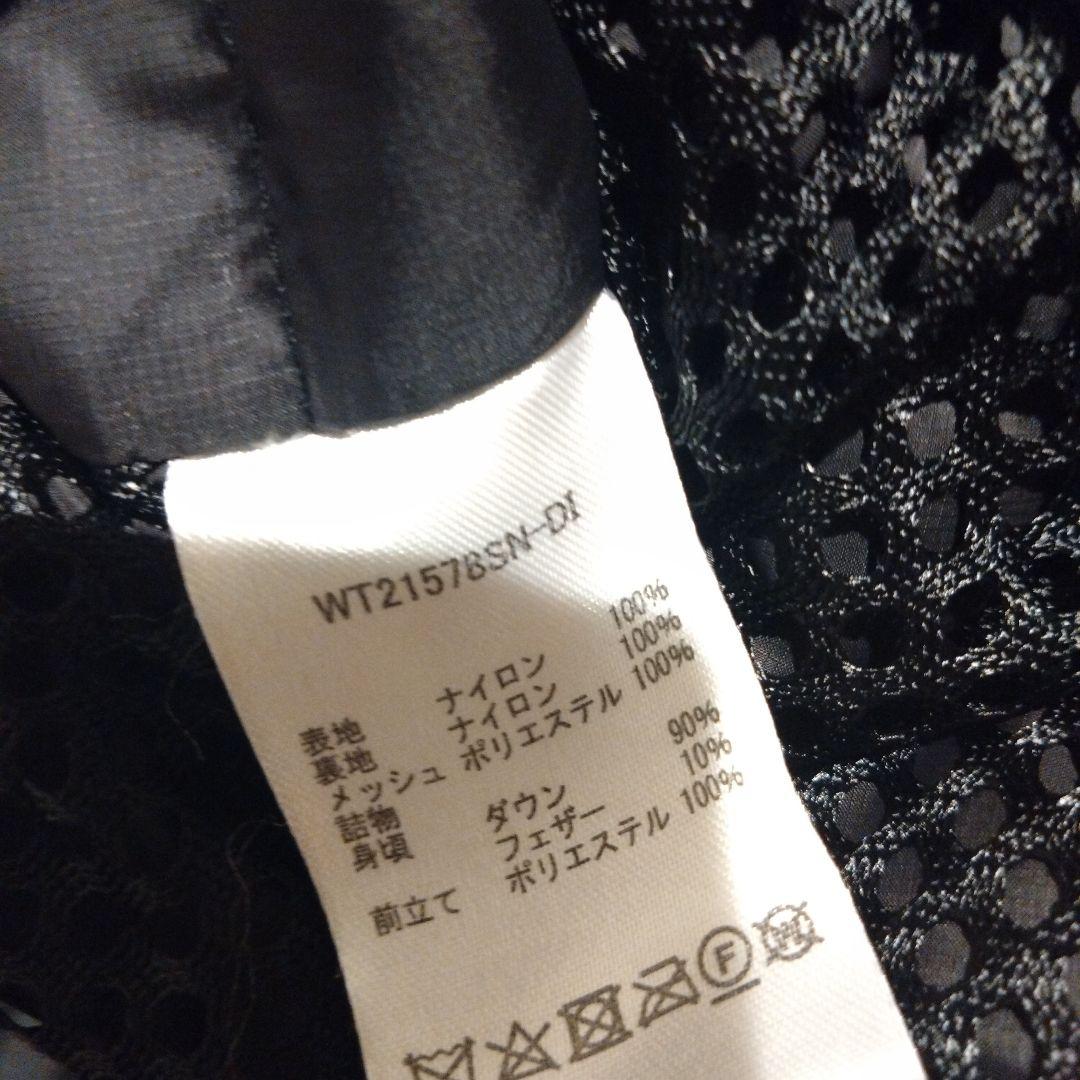 WT21578SN-DI
表地 ナイロン 100%
裏地 ナイロン 100%
メッシュ ポリエステル 100%
詰物 ダウン 90%
身頃 フェザー 10%
前立て ポリエステル 100%
F
W